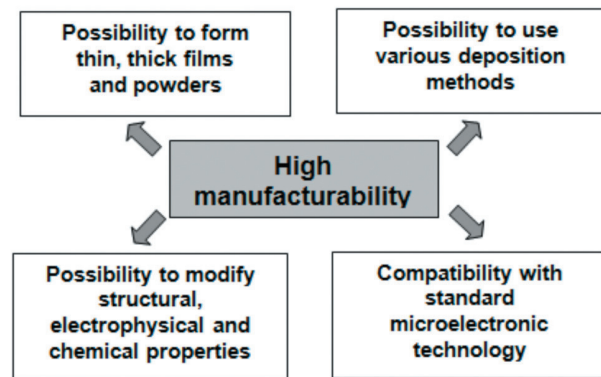 Possibility to form
thin, thick films
and powders
Possibility to use
various deposition
methods
High
manufacturability
Possibility to modify
structural,
electrophysical and
chemical properties
Compatibility with
standard
microelectronic
technology